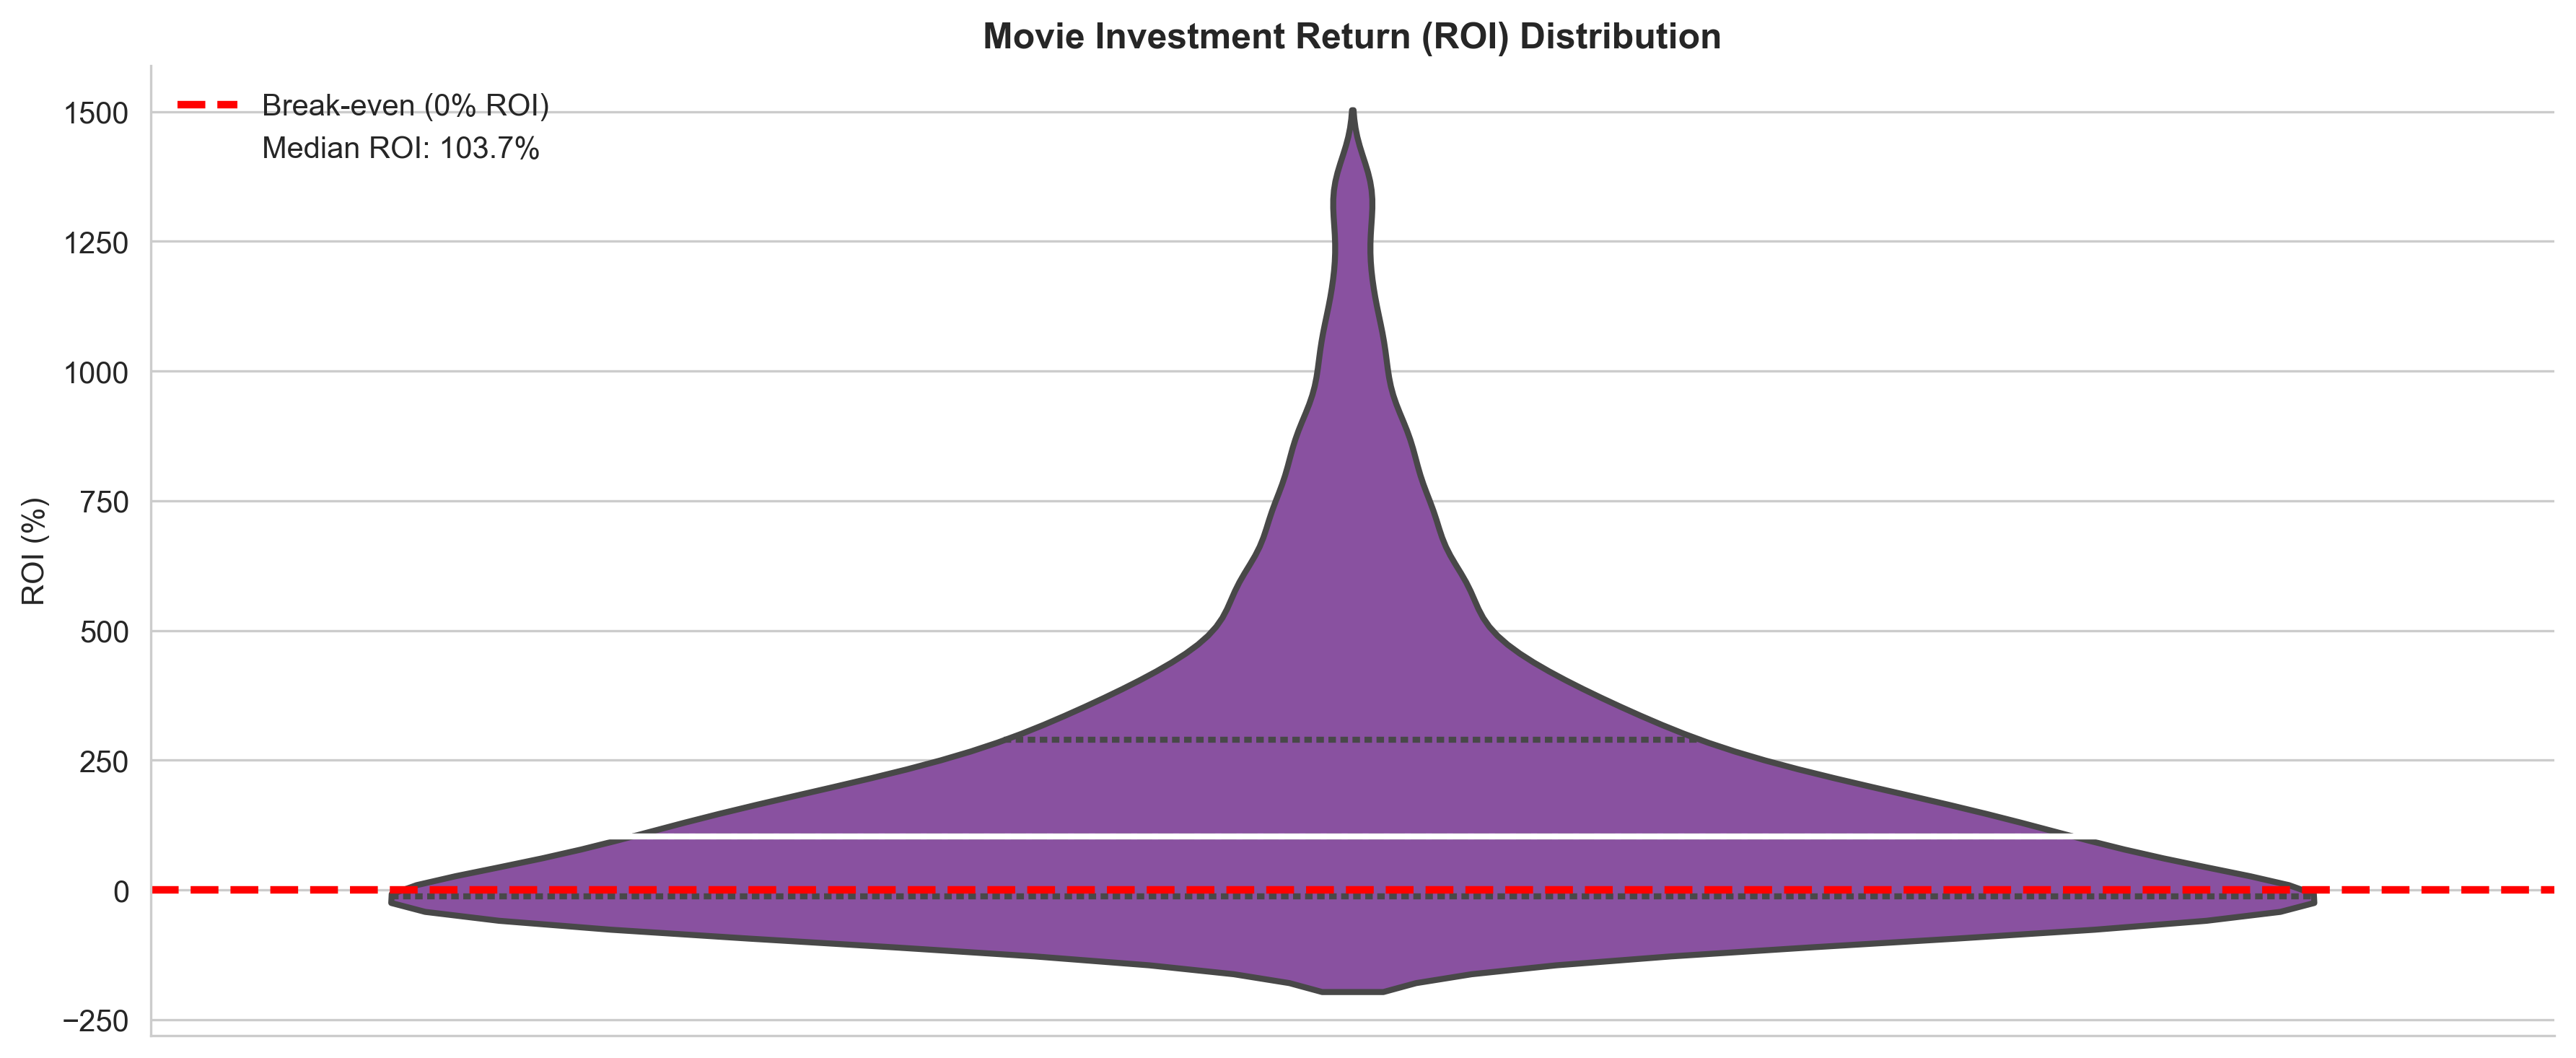 Movie Investment Return (ROI) Distribution
Break-even (0% ROI)
Median ROI: 103.7%
ROI (%)
1500
1250
1000
750
500
250
0
−250